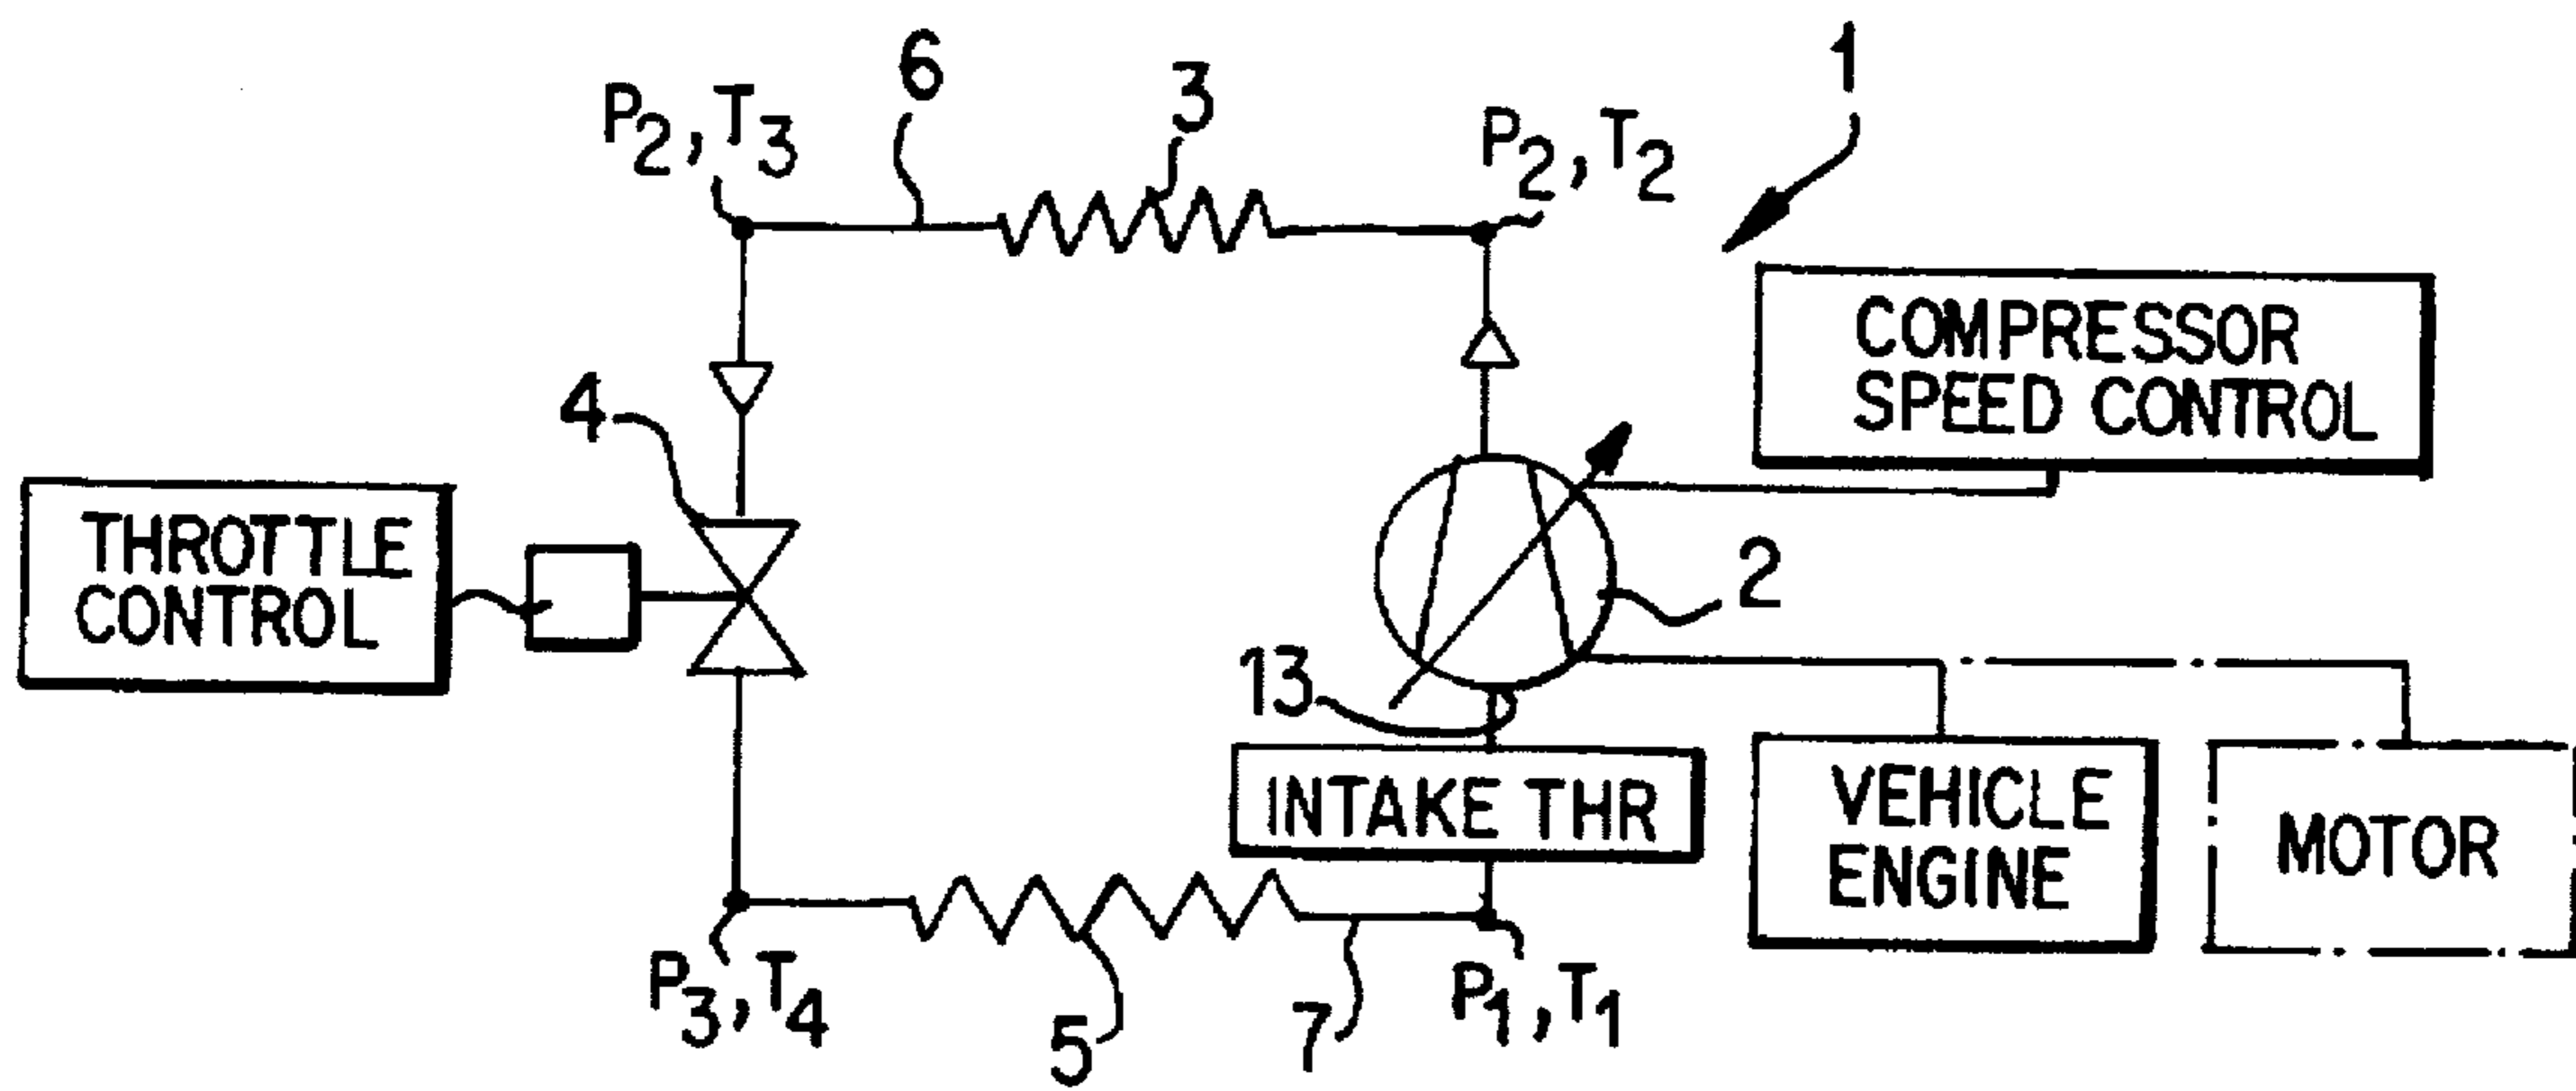 6
3
1
P2, T3
P2, T2
COMPRESSOR
SPEED CONTROL
4
THROTTLE
CONTROL
2
13
INTAKE THR
VEHICLE
ENGINE
MOTOR
P3, T4
5
7
P1, T1